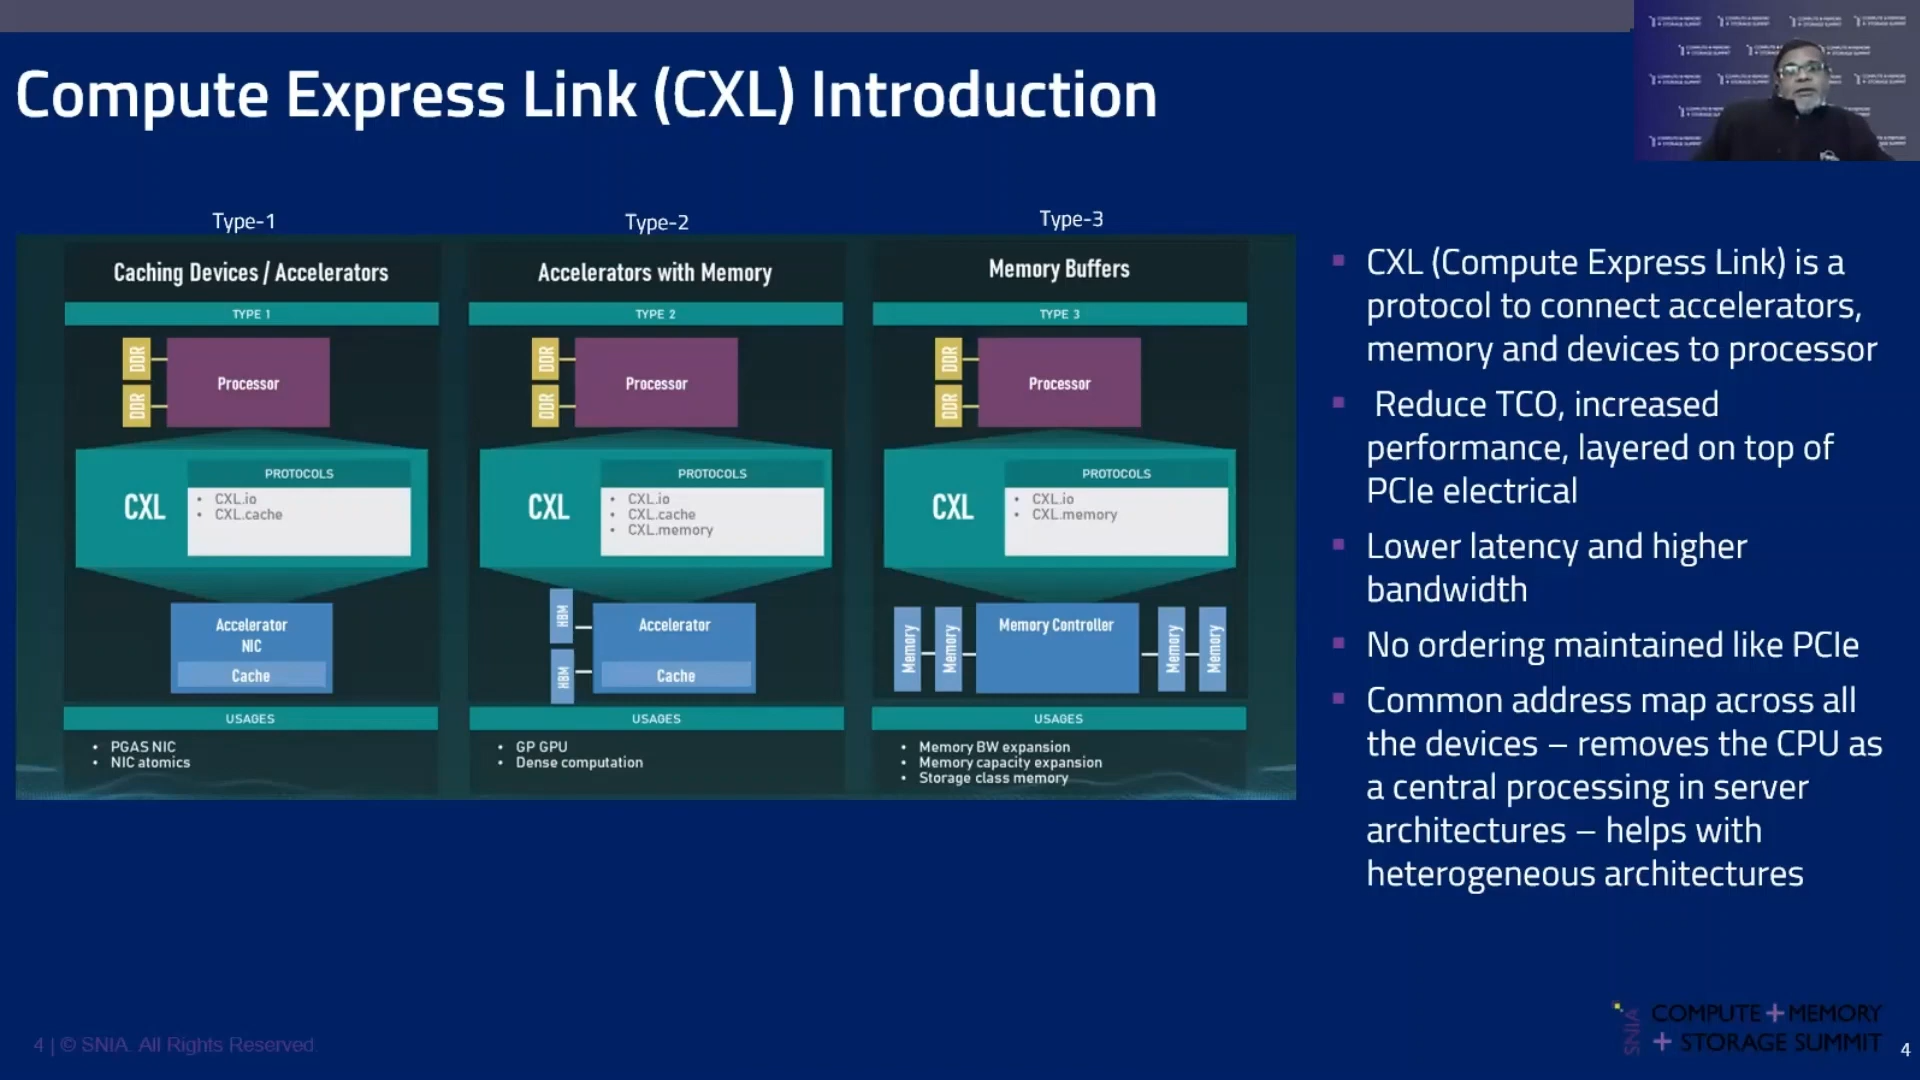 Compute Express Link (CXL) Introduction
Type-1
Caching Devices / Accelerators
TYPE 1
DDR
DDR
Processor
CXL
PROTOCOLS
• CXL.io
• CXL.cache
Accelerator
NIC
Cache
USAGES
• PGAS NIC
• NIC atomics
Type-2
Accelerators with Memory
TYPE 2
DDR
DDR
Processor
CXL
PROTOCOLS
• CXL.io
• CXL.cache
• CXL.memory
HBM
HBM
Accelerator
Cache
USAGES
• GP GPU
• Dense computation
Type-3
Memory Buffers
TYPE 3
DDR
DDR
Processor
CXL
PROTOCOLS
• CXL.io
• CXL.memory
Memory
Memory
Memory Controller
Memory
Memory
USAGES
• Memory BW expansion
• Memory capacity expansion
• Storage class memory
▪ CXL (Compute Express Link) is a
protocol to connect accelerators,
memory and devices to processor
▪ Reduce TCO, increased
performance, layered on top of
PCIe electrical
▪ Lower latency and higher
bandwidth
▪ No ordering maintained like PCIe
▪ Common address map across all
the devices – removes the CPU as
a central processing in server
architectures – helps with
heterogeneous architectures
4 | © SNIA. All Rights Reserved
SNIA
COMPUTE + MEMORY
+ STORAGE SUMMIT
4